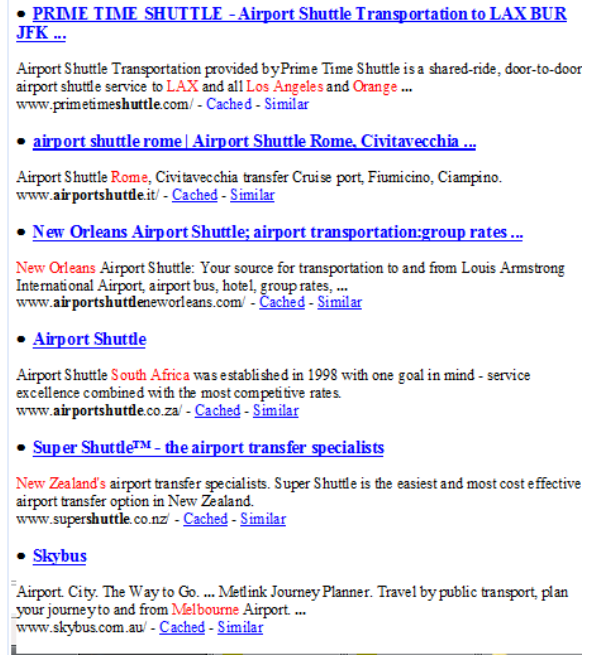 • PRIME TIME SHUTTLE - Airport Shuttle Transportation to LAX BUR
JFK ...
Airport Shuttle Transportation provided by Prime Time Shuttle is a shared-ride, door-to-door
airport shuttle service to LAX and all Los Angeles and Orange ...
www.primetimeshuttle.com/ - Cached - Similar
• airport shuttle rome | Airport Shuttle Rome, Civitavecchia ...
Airport Shuttle Rome, Civitavecchia transfer Cruise port, Fiumicino, Ciampino.
www.airportshuttle.it/ - Cached - Similar
• New Orleans Airport Shuttle; airport transportation:group rates ...
New Orleans Airport Shuttle: Your source for transportation to and from Louis Armstrong
International Airport, airport bus, hotel, group rates, ...
www.airportshuttleneworleans.com/ - Cached - Similar
• Airport Shuttle
Airport Shuttle South Africa was established in 1998 with one goal in mind - service
excellence combined with the most competitive rates.
www.airportshuttle.co.za/ - Cached - Similar
• Super Shuttle™ - the airport transfer specialists
New Zealand's airport transfer specialists. Super Shuttle is the easiest and most cost effective
airport transfer option in New Zealand.
www.supershuttle.co.nz/ - Cached - Similar
• Skybus
Airport. City. The Way to Go. ... Metlink Journey Planner. Travel by public transport, plan
your journey to and from Melbourne Airport. ...
www.skybus.com.au/ - Cached - Similar